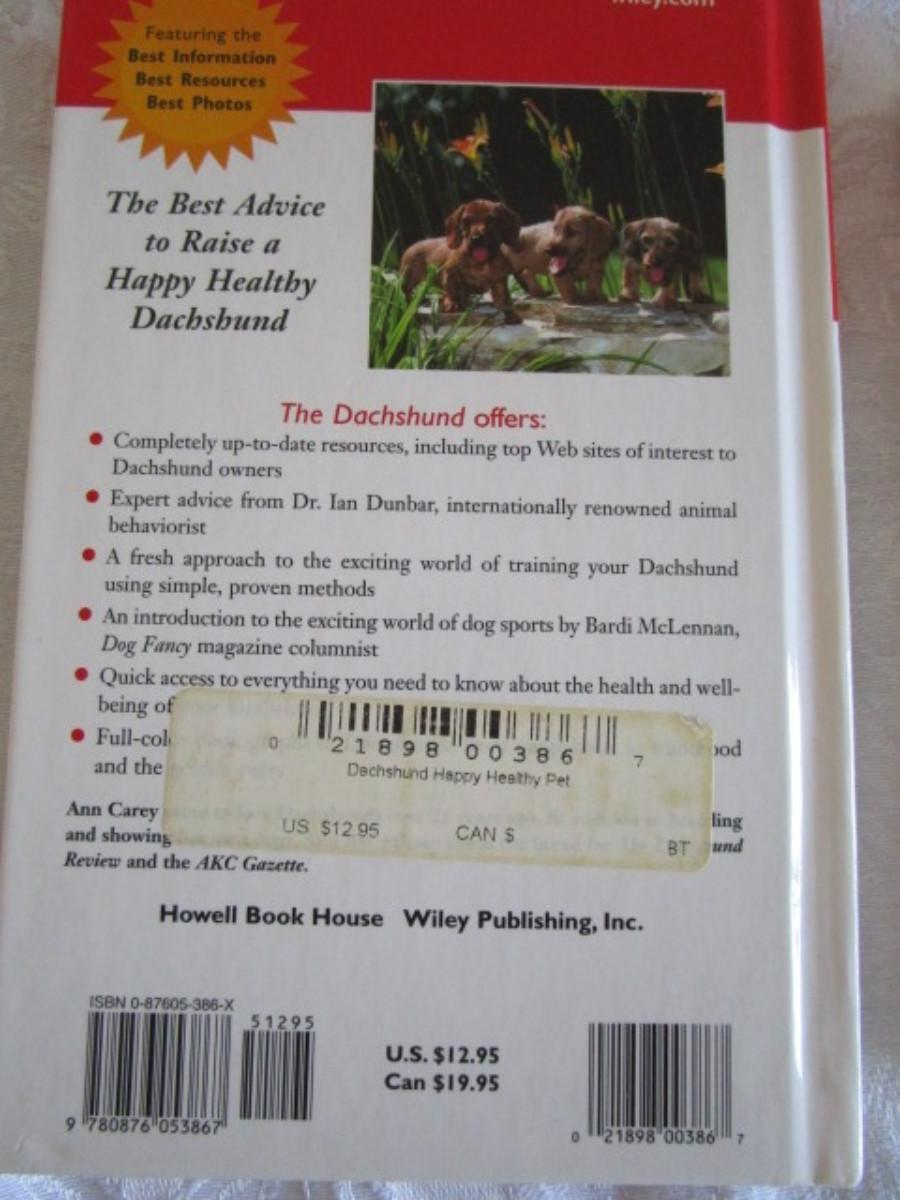 wiley.com
Featuring the
Best Information
Best Resources
Best Photos
The Best Advice
to Raise a
Happy Healthy
Dachshund
The Dachshund offers:
• Completely up-to-date resources, including top Web sites of interest to
Dachshund owners
• Expert advice from Dr. Ian Dunbar, internationally renowned animal
behaviorist
• A fresh approach to the exciting world of training your Dachshund
using simple, proven methods
• An introduction to the exciting world of dog sports by Bardi McLennan,
Dog Fancy magazine columnist
• Quick access to everything you need to know about the health and well-
being of
• Full-col
and the
0 21898 00386 7
Dachshund Happy Healthy Pet
US $12.95 CAN $
BT
Ann Carey
and showing
Review and the AKC Gazette.
Howell Book House Wiley Publishing, Inc.
ISBN 0-87605-386-X
51295
9 780876 053867
U.S. $12.95
Can $19.95
0 21898 00386 7